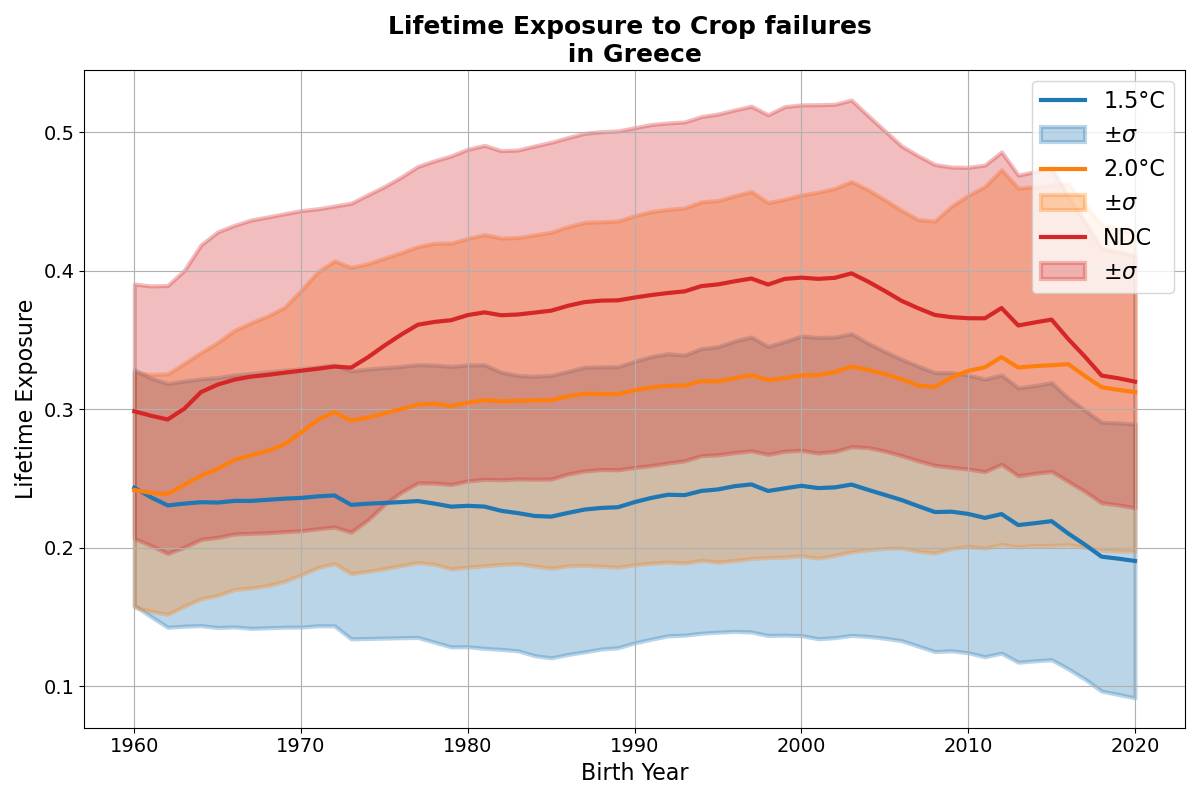 Lifetime Exposure to Crop failures
in Greece
Lifetime Exposure
0.5
0.4
0.3
0.2
0.1
1.5°C
±σ
2.0°C
±σ
NDC
±σ
1960 1970 1980 1990 2000 2010 2020
Birth Year